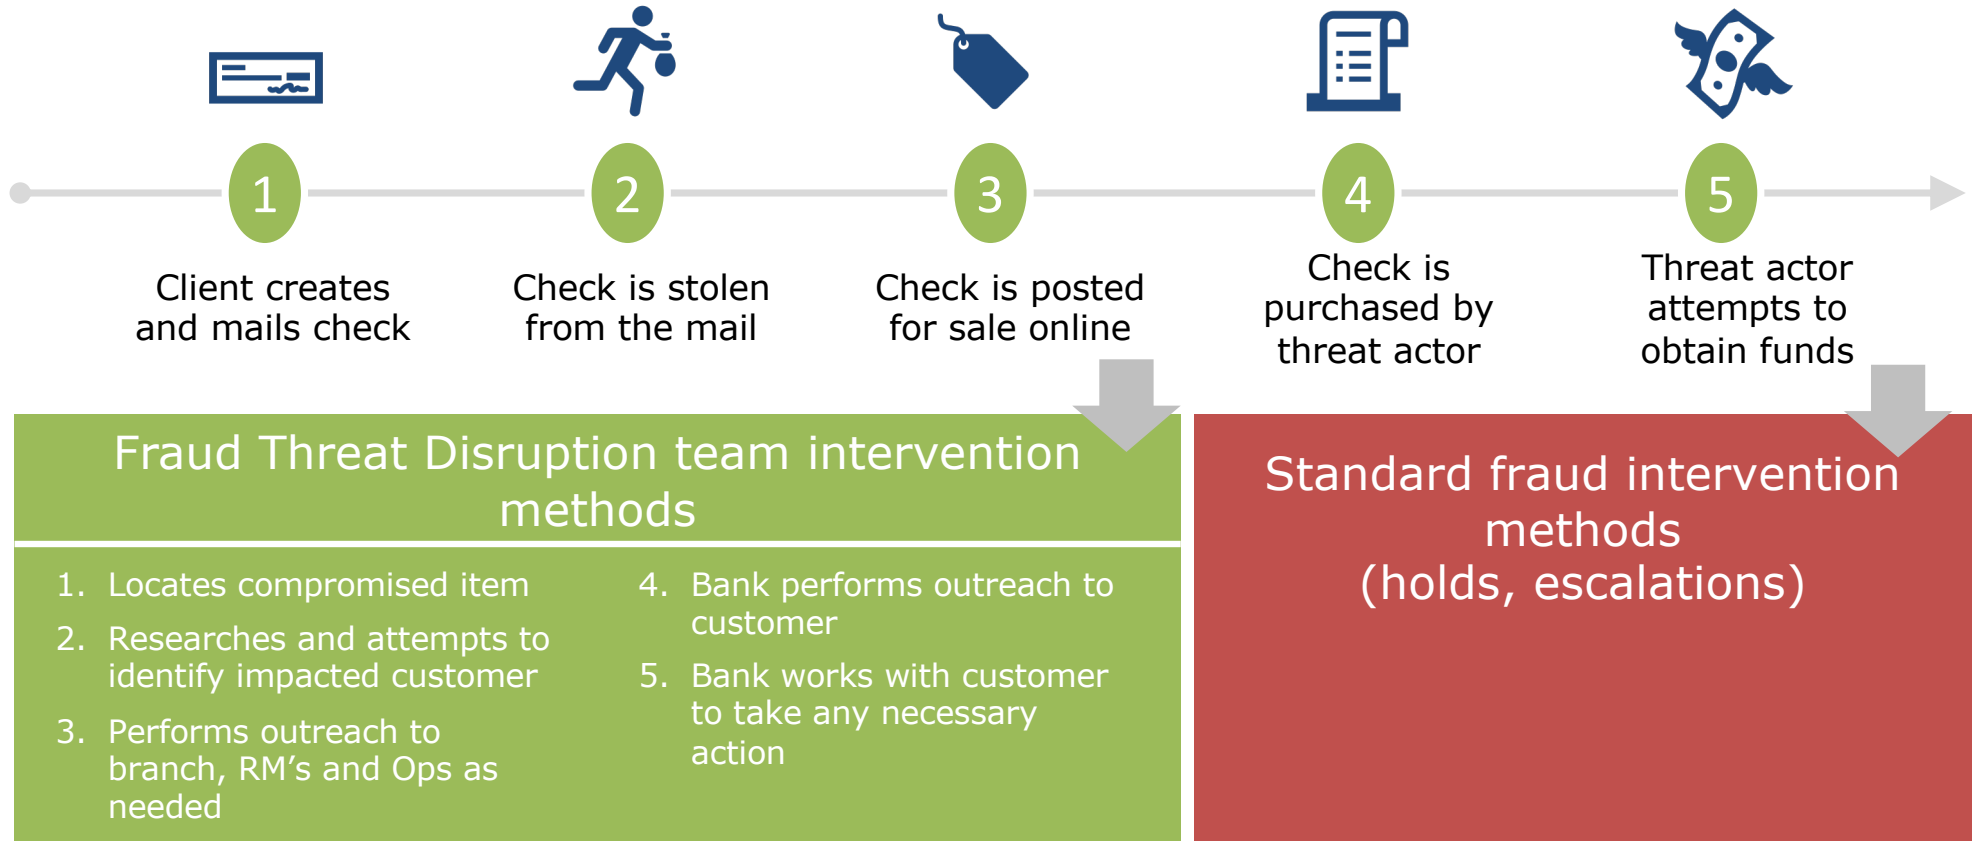 1
2
3
4
5
Client creates
and mails check
Check is stolen
from the mail
Check is posted
for sale online
Check is
purchased by
threat actor
Threat actor
attempts to
obtain funds
Fraud Threat Disruption team intervention
methods
1. Locates compromised item
2. Researches and attempts to
identify impacted customer
3. Performs outreach to
branch, RM’s and Ops as
needed
4. Bank performs outreach to
customer
5. Bank works with customer
to take any necessary
action
Standard fraud intervention
methods
(holds, escalations)